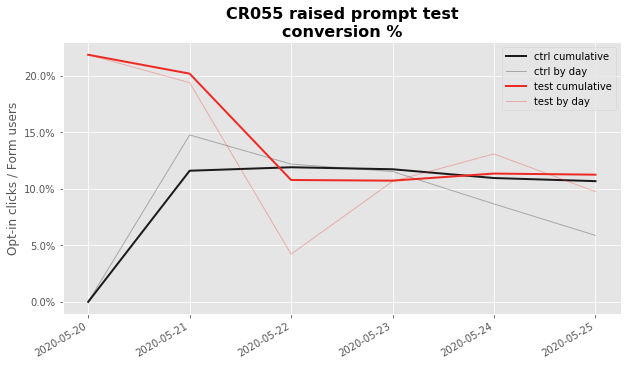 CR055 raised prompt test
conversion %
ctrl cumulative
ctrl by day
test cumulative
test by day
Opt-in clicks / Form users
20.0%
15.0%
10.0%
5.0%
0.0%
2020-05-20
2020-05-21
2020-05-22
2020-05-23
2020-05-24
2020-05-25